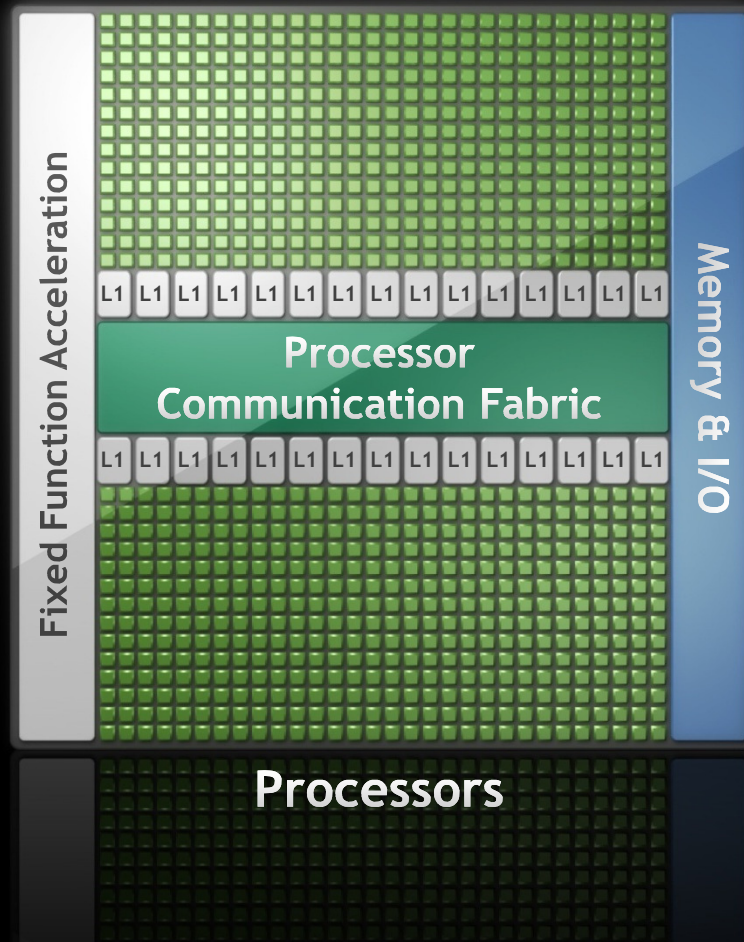 Fixed Function Acceleration
L1 L1 L1 L1 L1 L1 L1 L1 L1 L1 L1 L1 L1 L1 L1
Processor
Communication Fabric
L1 L1 L1 L1 L1 L1 L1 L1 L1 L1 L1 L1 L1 L1 L1
Memory & I/O
Processors